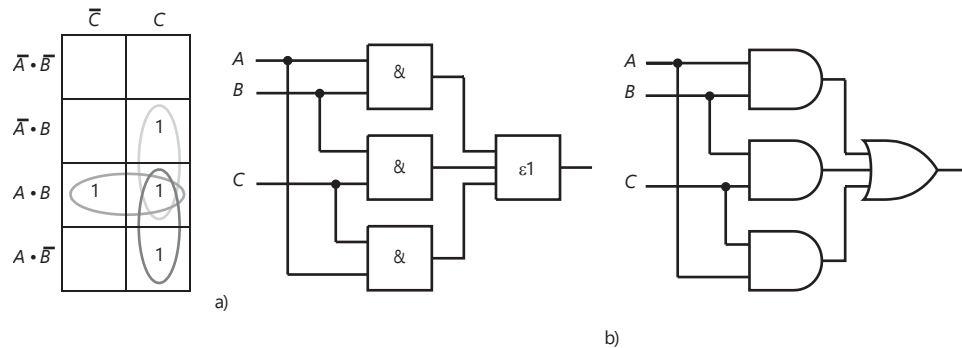 C̅ C
A̅ • B̅
A̅ • B 1
A • B 1 1
A • B̅ 1
a)
A
B
C
&
&
&
ε1
b)
A
B
C